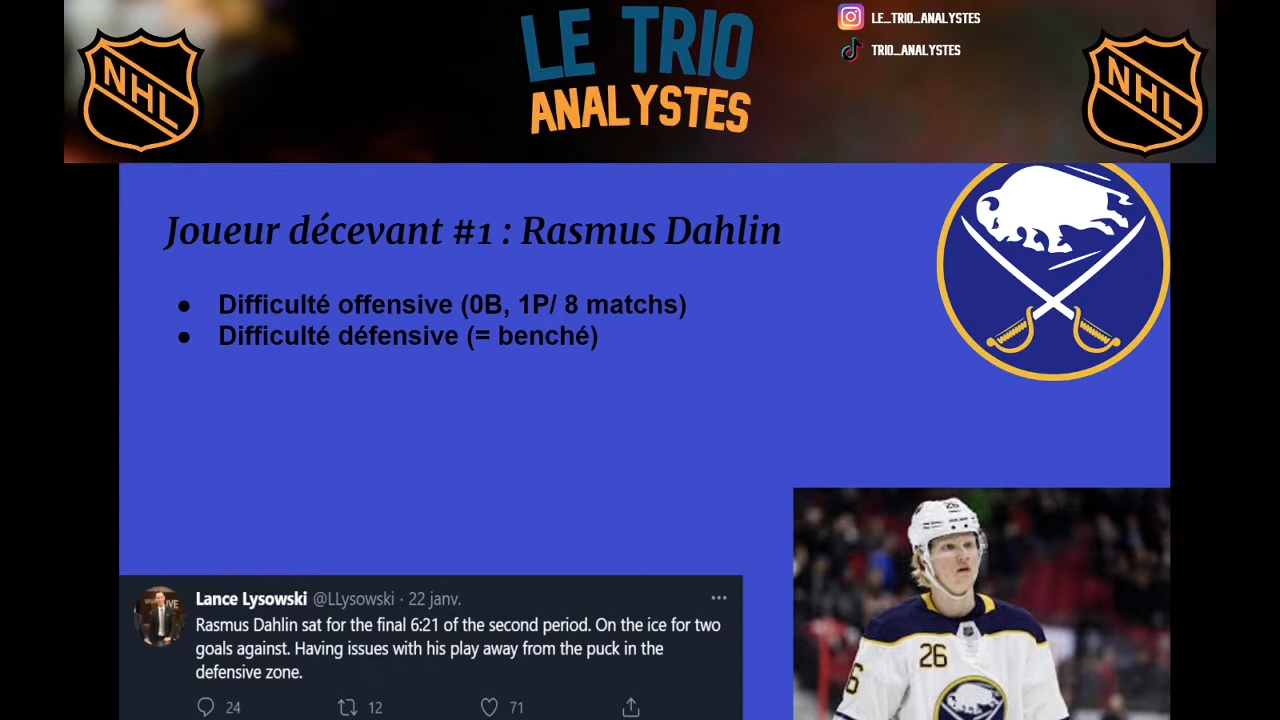 LE TRIO
ANALYSTES
LE_TRIO_ANALYSTES
TRIO_ANALYSTES
NHL
NHL
Joueur décevant #1 : Rasmus Dahlin
● Difficulté offensive (0B, 1P/ 8 matchs)
● Difficulté défensive (= benché)
Lance Lysowski @LLysowski · 22 janv.
Rasmus Dahlin sat for the final 6:21 of the second period. On the ice for two
goals against. Having issues with his play away from the puck in the
defensive zone.
24 12 71
26
26